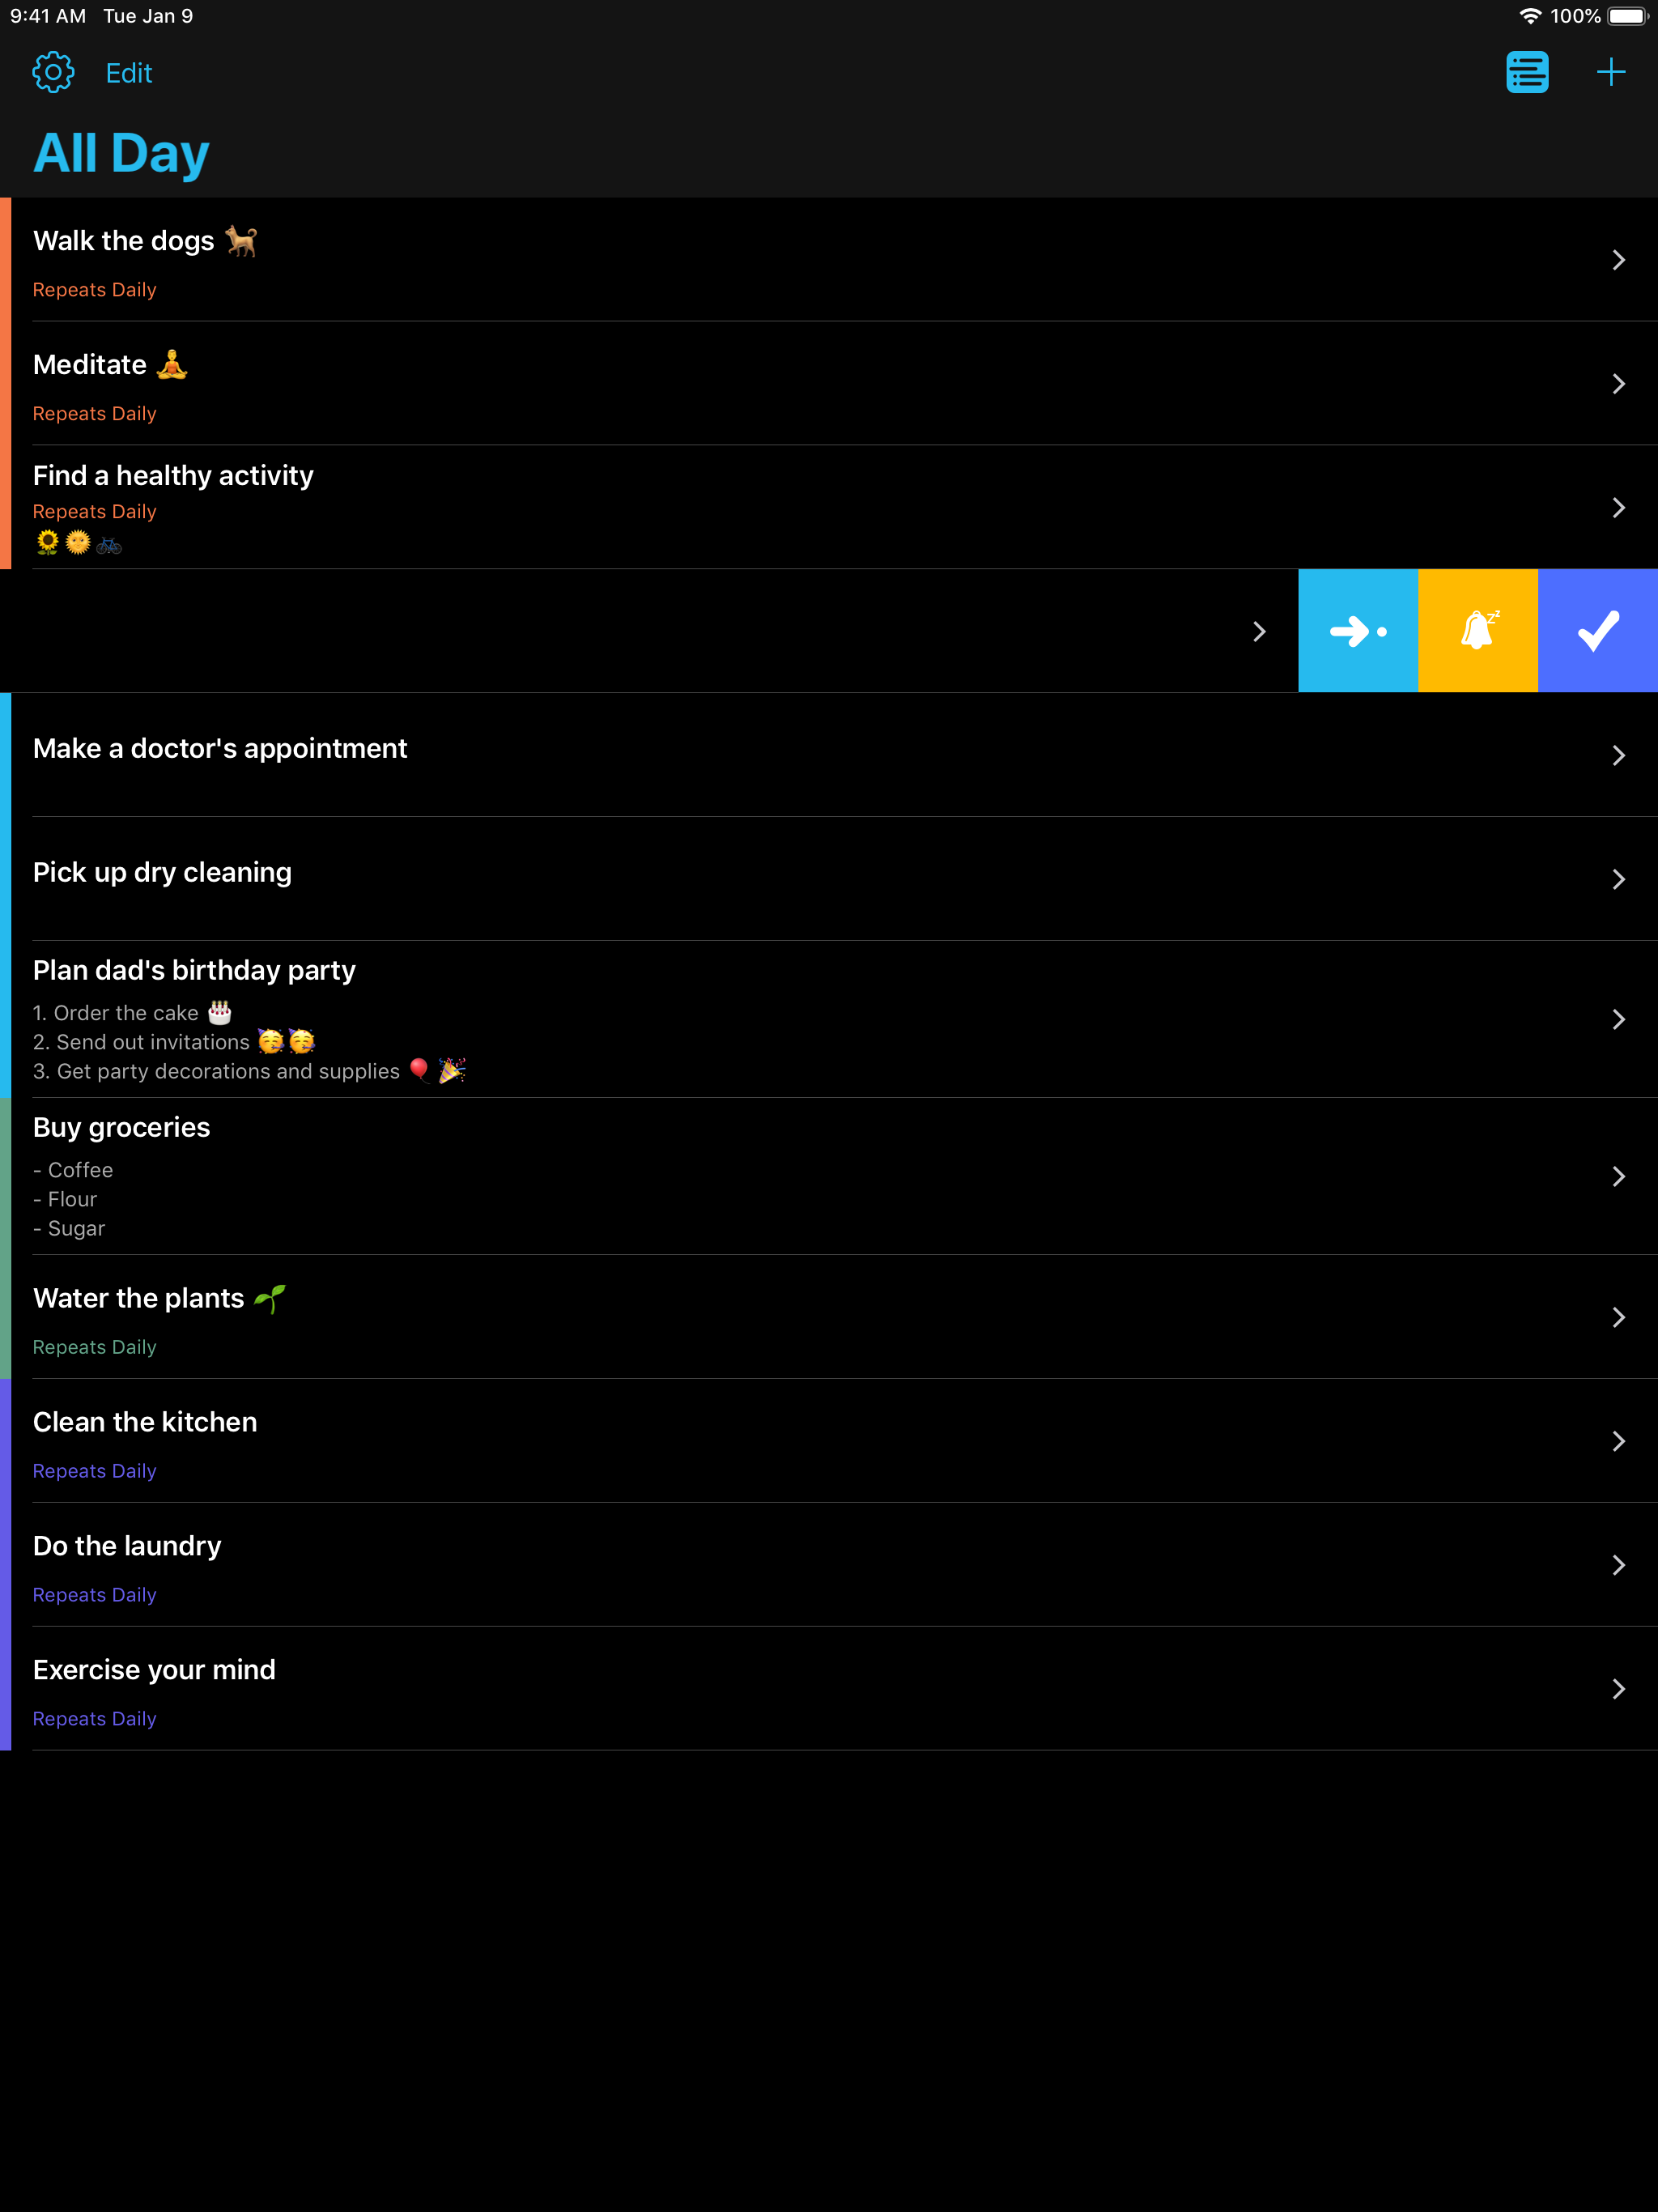 9:41 AM Tue Jan 9 100%
Edit
All Day
Walk the dogs 🐕
Repeats Daily
Meditate 🧘
Repeats Daily
Find a healthy activity
Repeats Daily
🌻🌞🚲
Make a doctor's appointment
Pick up dry cleaning
Plan dad's birthday party
1. Order the cake 🎂
2. Send out invitations 🥳🥳
3. Get party decorations and supplies 🎈🎉
Buy groceries
- Coffee
- Flour
- Sugar
Water the plants 🌱
Repeats Daily
Clean the kitchen
Repeats Daily
Do the laundry
Repeats Daily
Exercise your mind
Repeats Daily